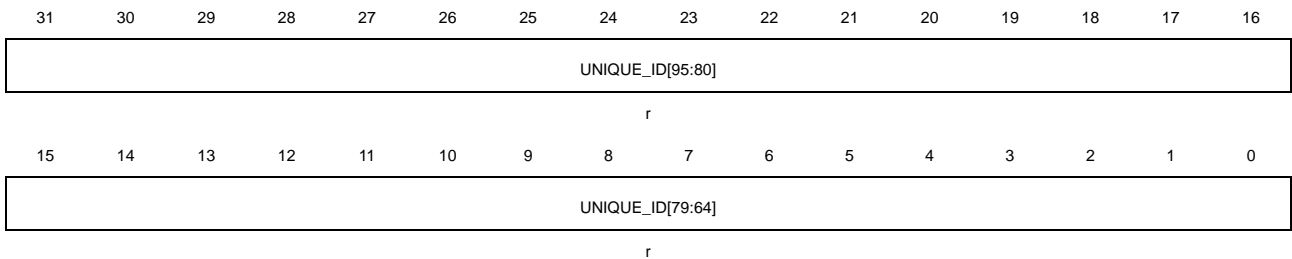 31 30 29 28 27 26 25 24 23 22 21 20 19 18 17 16
UNIQUE_ID[95:80]
r
15 14 13 12 11 10 9 8 7 6 5 4 3 2 1 0
UNIQUE_ID[79:64]
r